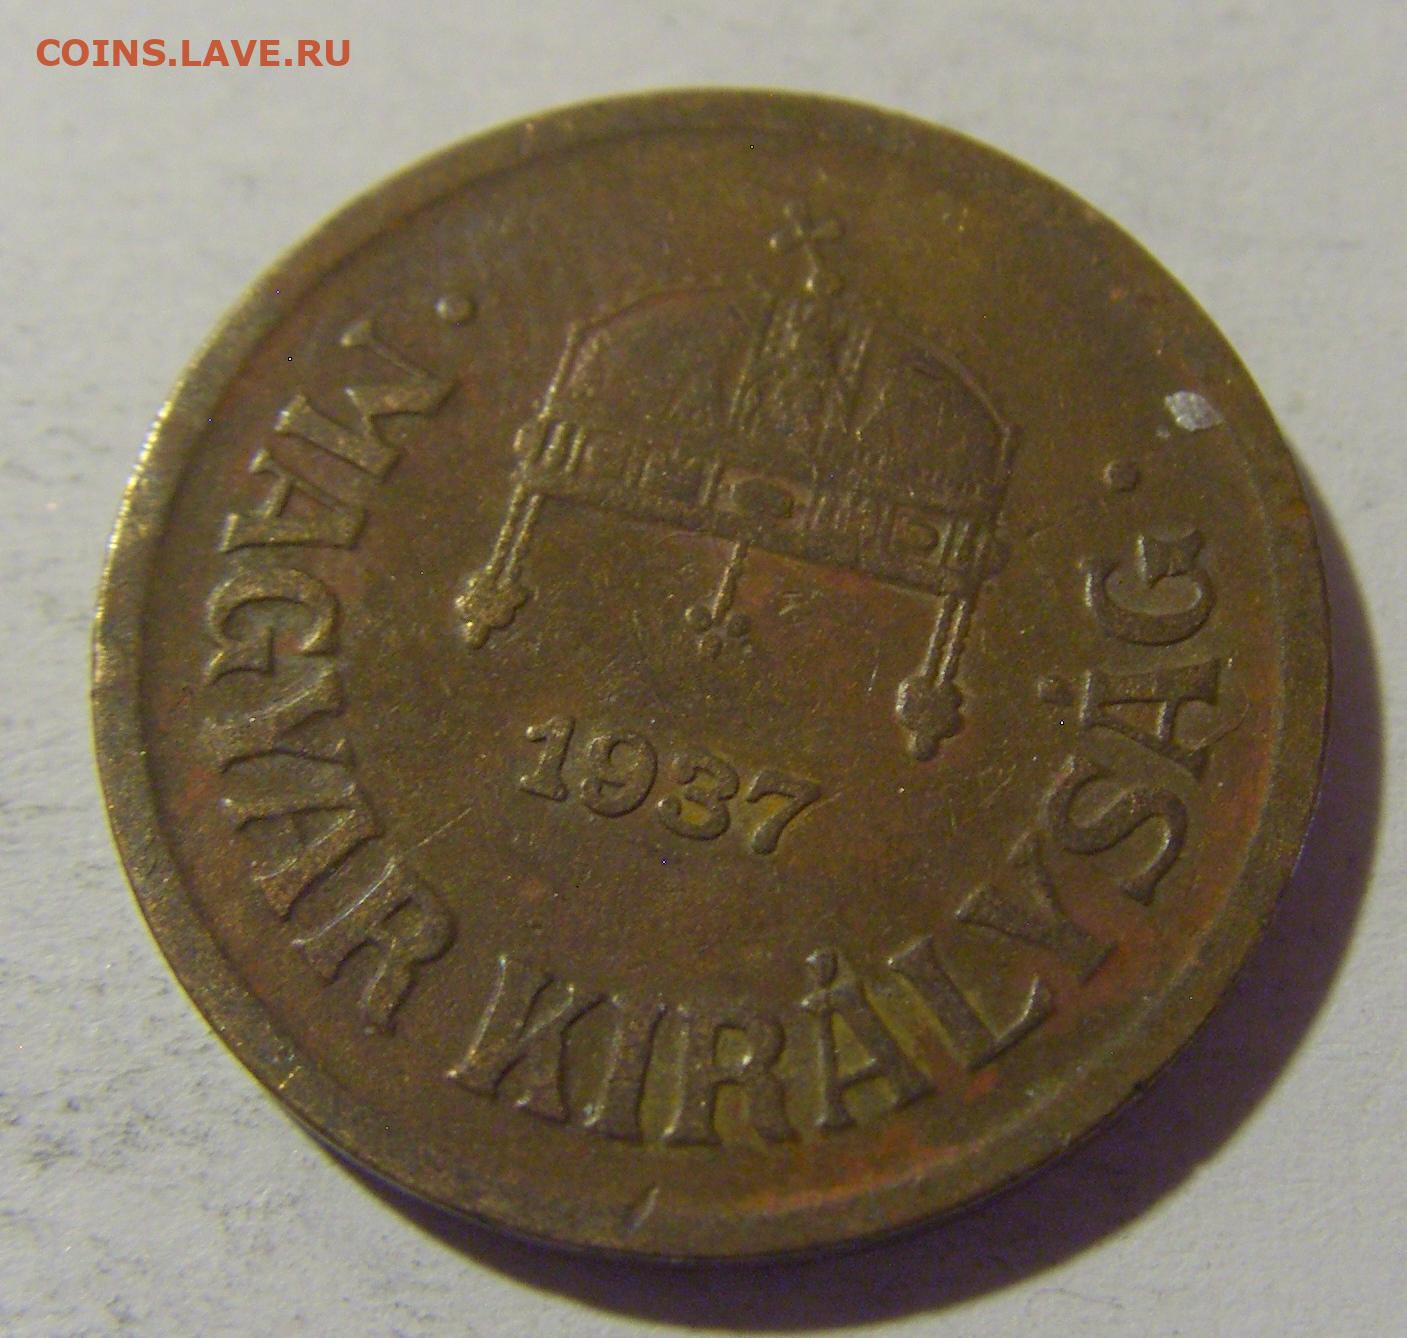 COINS.LAVE.RU
· MAGYAR KIRÁLYSÁG ·
1937